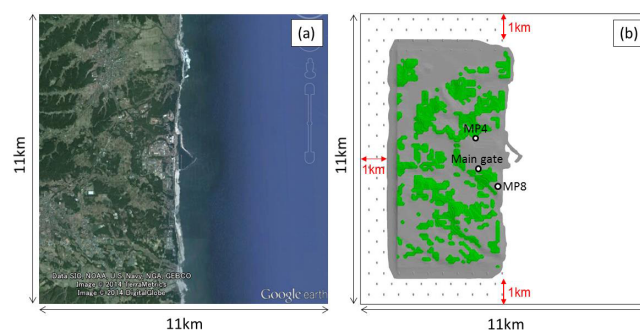 (a)
11km
Data SIO, NOAA, U.S. Navy, NGA, GEBCO
Image © 2014 TerraMetrics
Image © 2014 DigitalGlobe
Google earth
11km
(b)
1km
11km
MP4
Main gate
1km
MP8
1km
11km